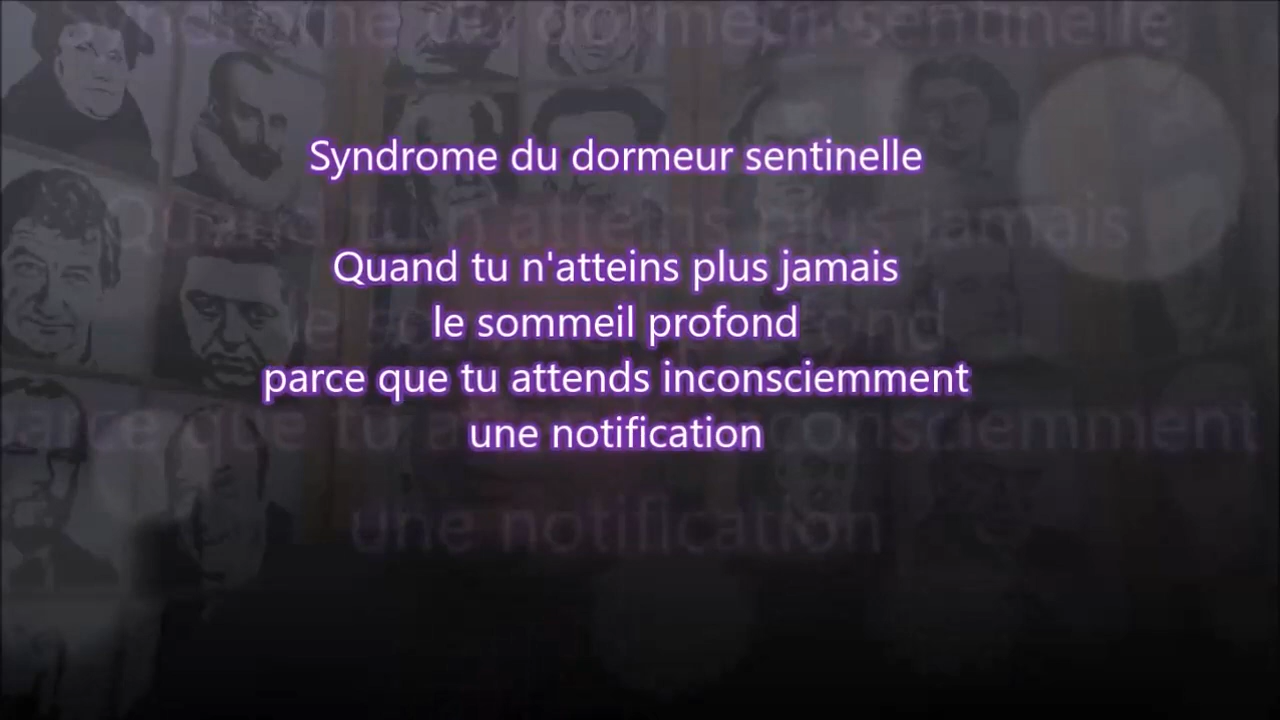 Syndrome du dormeur sentinelle
Quand tu n'atteins plus jamais
le sommeil profond
parce que tu attends inconsciemment
une notification